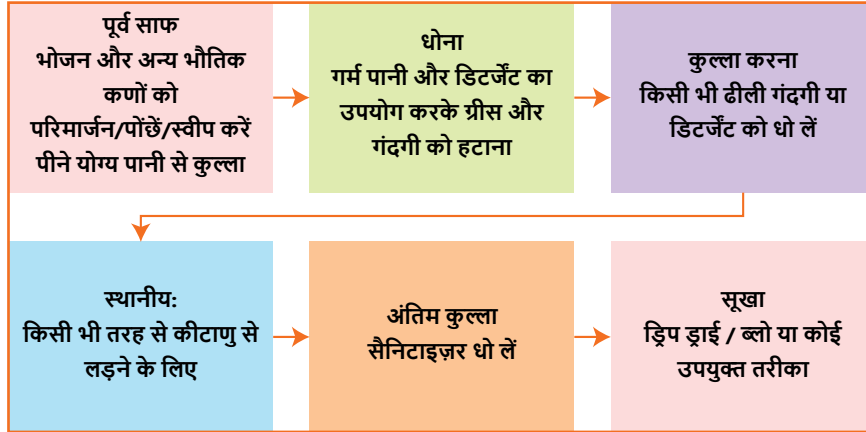 पूर्व साफ
भोजन और अन्य भौतिक
कणों को
परिमार्जन/पोंछें/स्वीप करें
पीने योग्य पानी से कुल्ला
धोना
गर्म पानी और डिटर्जेंट का
उपयोग करके ग्रीस और
गंदगी को हटाना
कुल्ला करना
किसी भी ढीली गंदगी या
डिटर्जेंट को धो लें
स्थानीय:
किसी भी तरह से कीटाणु से
लड़ने के लिए
अंतिम कुल्ला
सैनिटाइज़र धो लें
सूखा
ड्रिप ड्राई / ब्लो या कोई
उपयुक्त तरीका